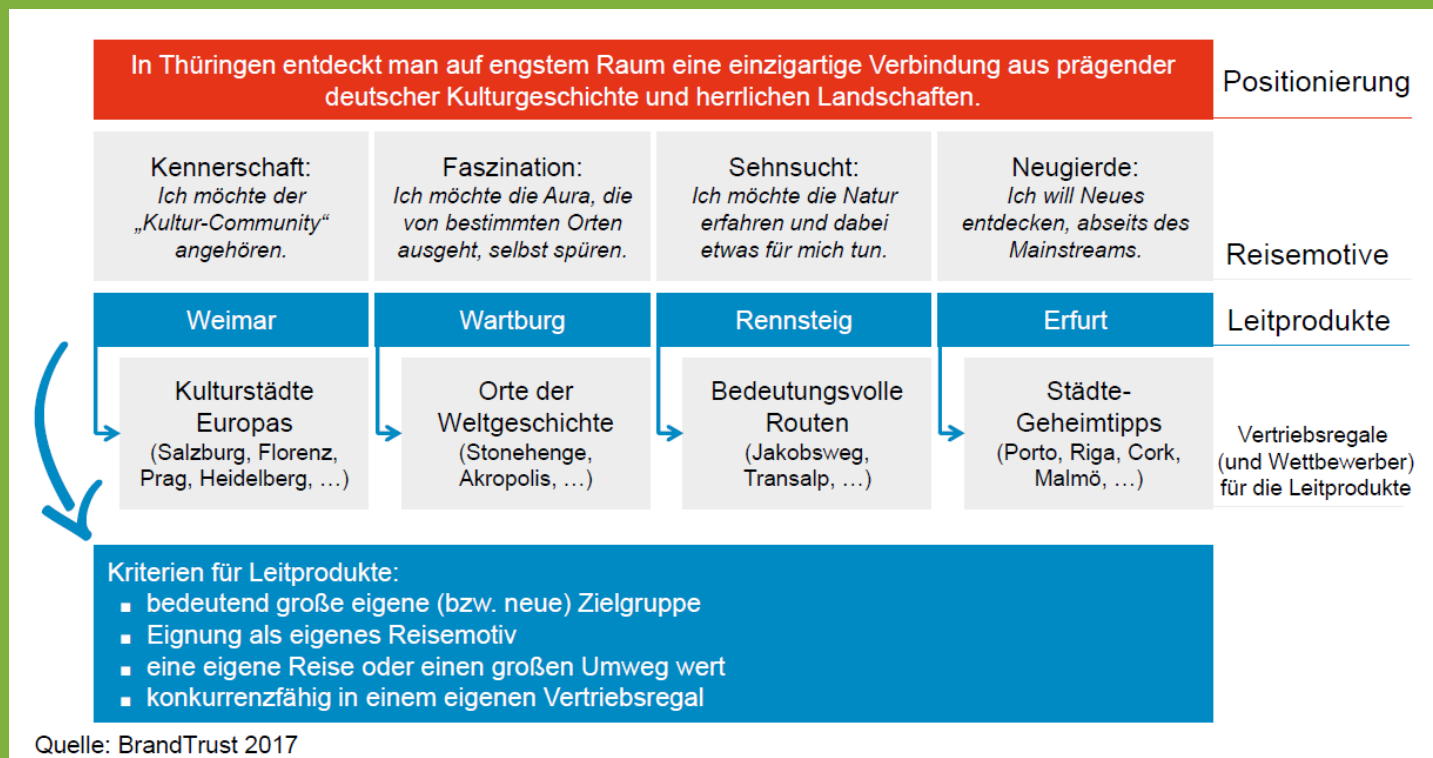 In Thüringen entdeckt man auf engstem Raum eine einzigartige Verbindung aus prägender
deutscher Kulturgeschichte und herrlichen Landschaften.
Positionierung
Kennerschaft:
Ich möchte der
„Kultur-Community“
angehören.
Faszination:
Ich möchte die Aura, die
von bestimmten Orten
ausgeht, selbst spüren.
Sehnsucht:
Ich möchte die Natur
erfahren und dabei
etwas für mich tun.
Neugierde:
Ich will Neues
entdecken, abseits des
Mainstreams.
Reisemotive
Weimar
Wartburg
Rennsteig
Erfurt
Leitprodukte
Kulturstädte
Europas
(Salzburg, Florenz,
Prag, Heidelberg, …)
Orte der
Weltgeschichte
(Stonehenge,
Akropolis, …)
Bedeutungsvolle
Routen
(Jakobsweg,
Transalp, …)
Städte-
Geheimtipps
(Porto, Riga, Cork,
Malmö, …)
Vertriebsregale
(und Wettbewerber)
für die Leitprodukte
Kriterien für Leitprodukte:
▪ bedeutend große eigene (bzw. neue) Zielgruppe
▪ Eignung als eigenes Reisemotiv
▪ eine eigene Reise oder einen großen Umweg wert
▪ konkurrenzfähig in einem eigenen Vertriebsregal
Quelle: BrandTrust 2017